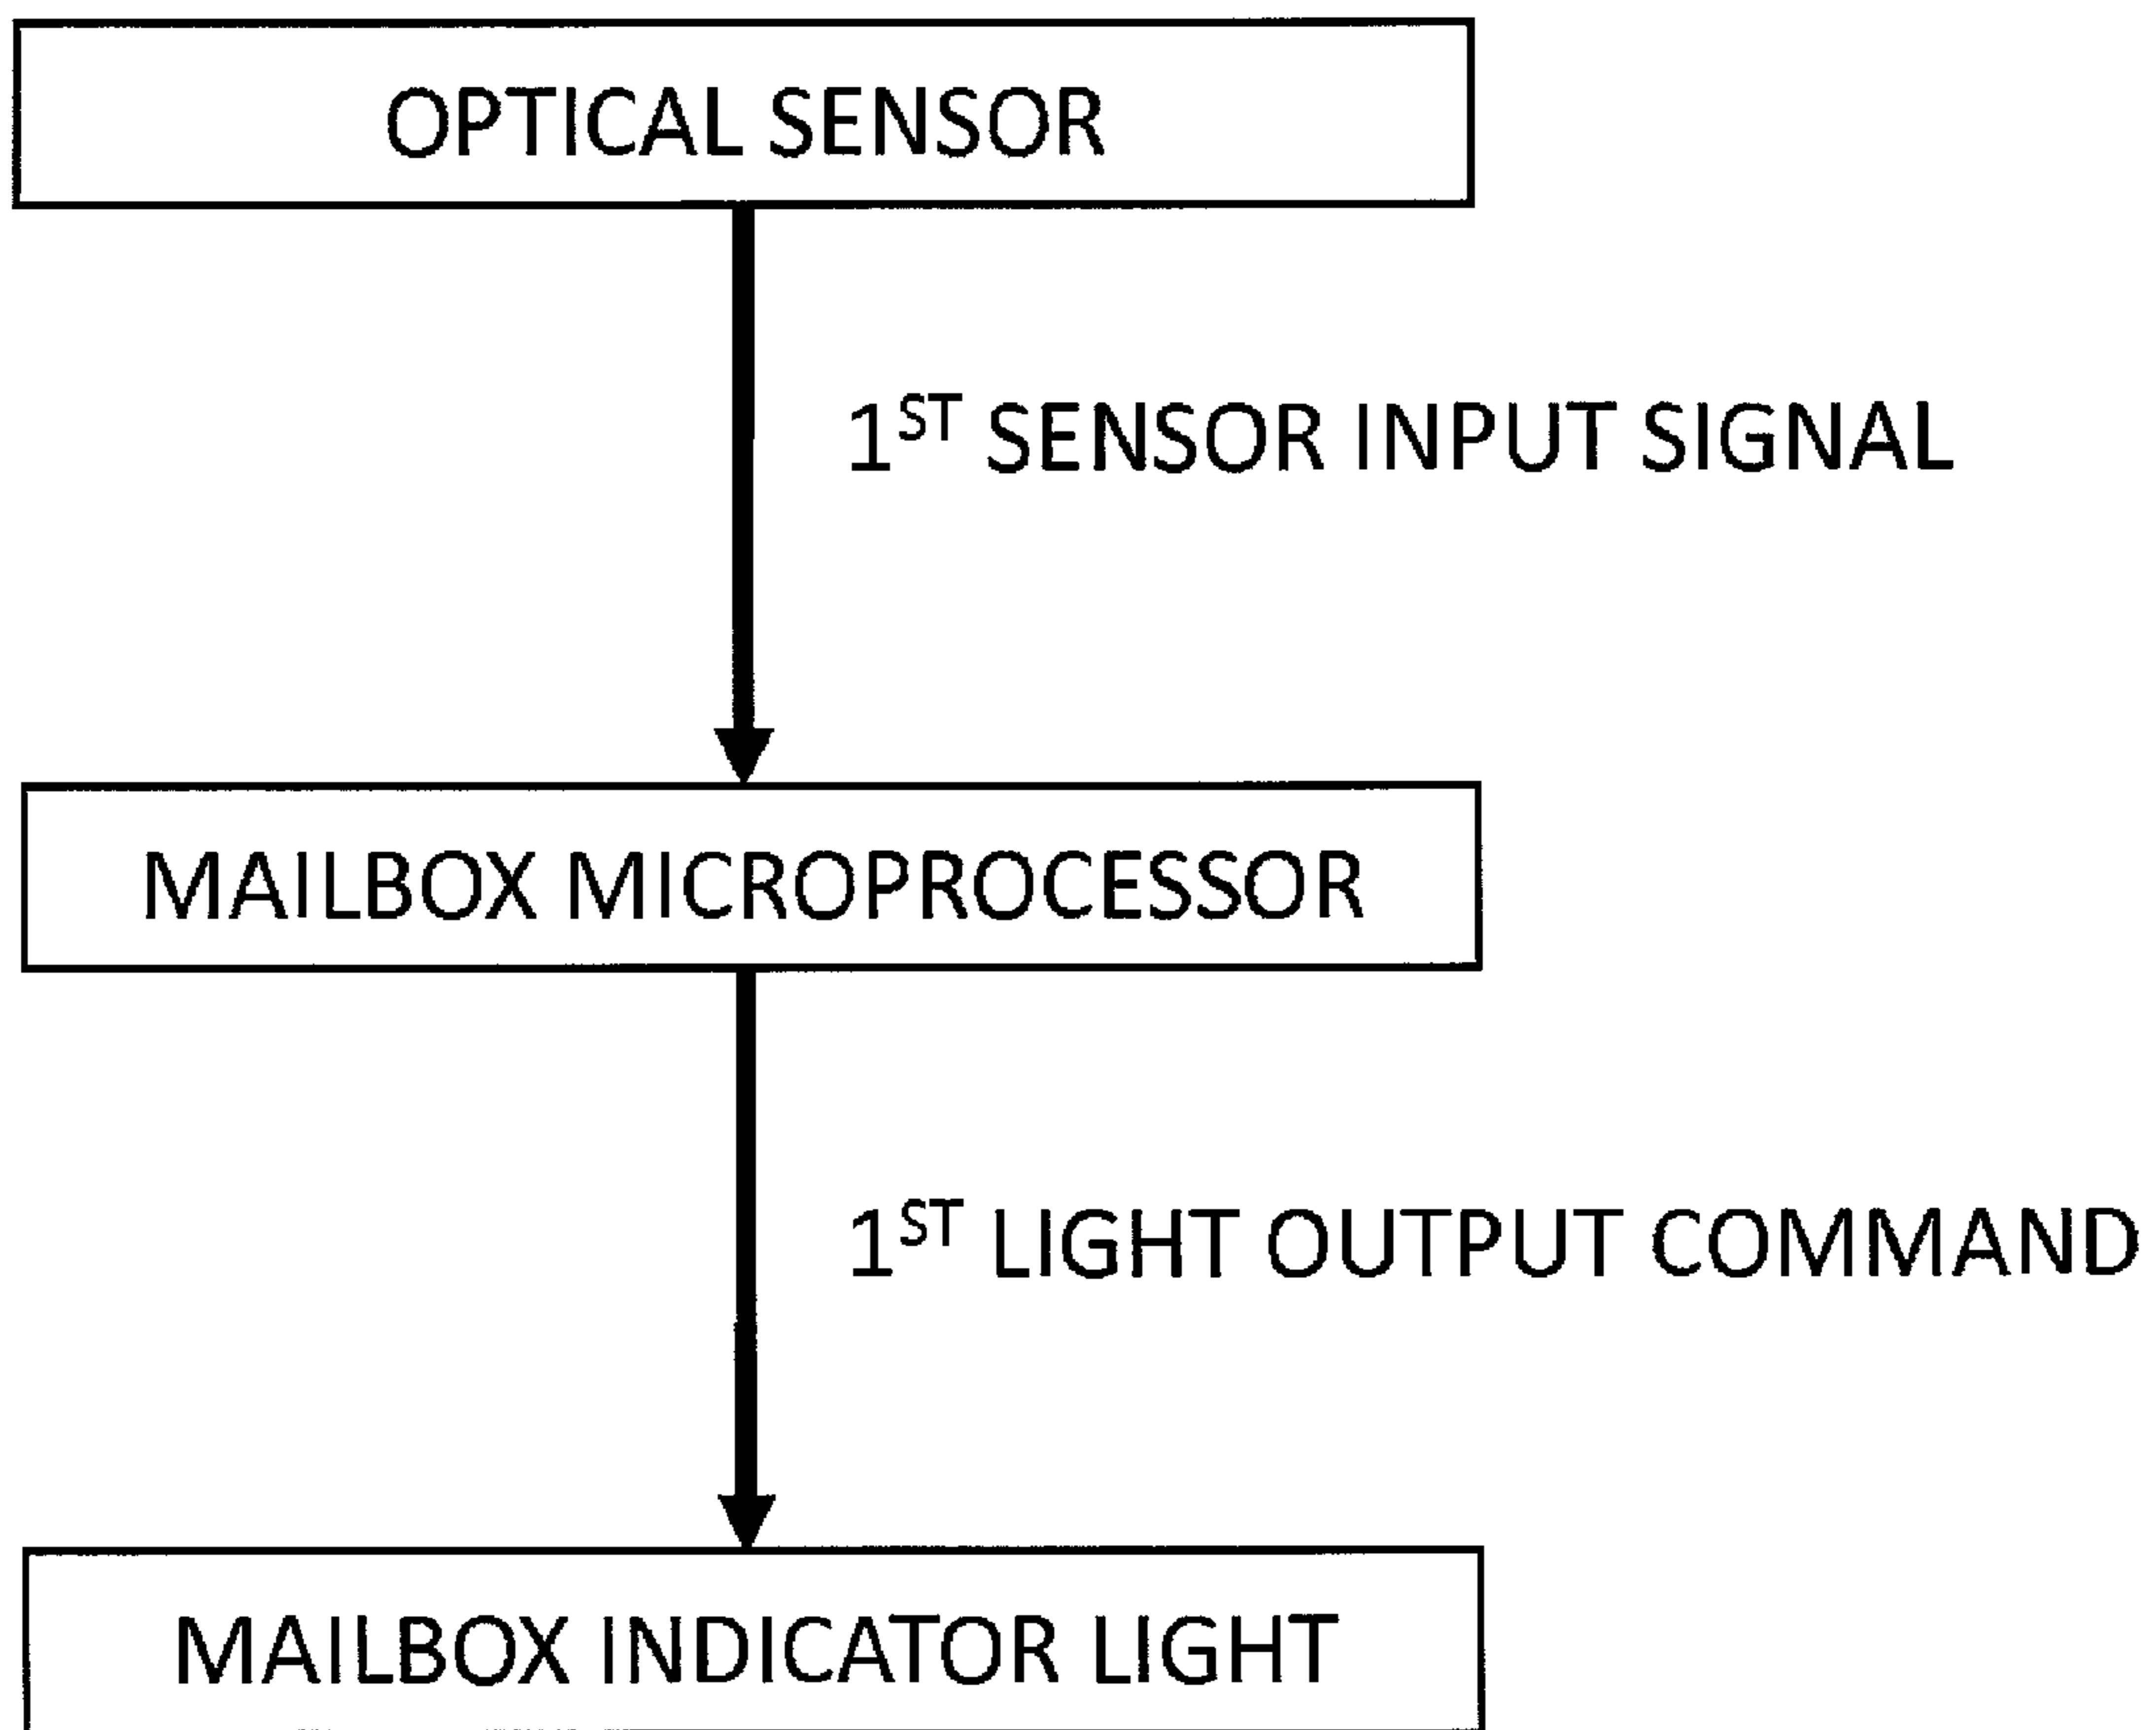 OPTICAL SENSOR
1ST SENSOR INPUT SIGNAL
MAILBOX MICROPROCESSOR
1ST LIGHT OUTPUT COMMAND
MAILBOX INDICATOR LIGHT